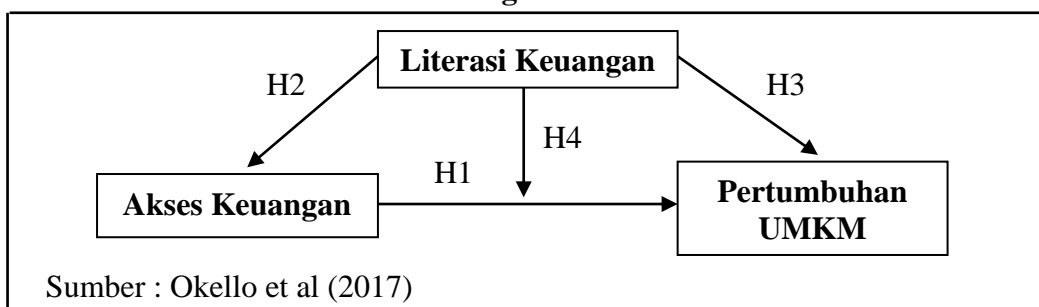 Literasi Keuangan
H2
H3
H4
H1
Akses Keuangan
Pertumbuhan
UMKM
Sumber : Okello et al (2017)